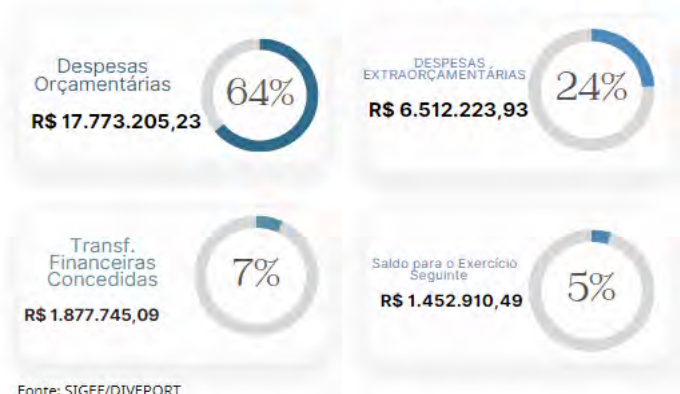 Despesas
Orçamentárias
64%
R$ 17.773.205,23
DESPESAS
EXTRAORÇAMENTÁRIAS
24%
R$ 6.512.223,93
Transf.
Financeiras
Concedidas
7%
R$ 1.877.745,09
Saldo para o Exercício
Seguinte
5%
R$ 1.452.910,49
Fonte: SIGEF/DIVEPORT